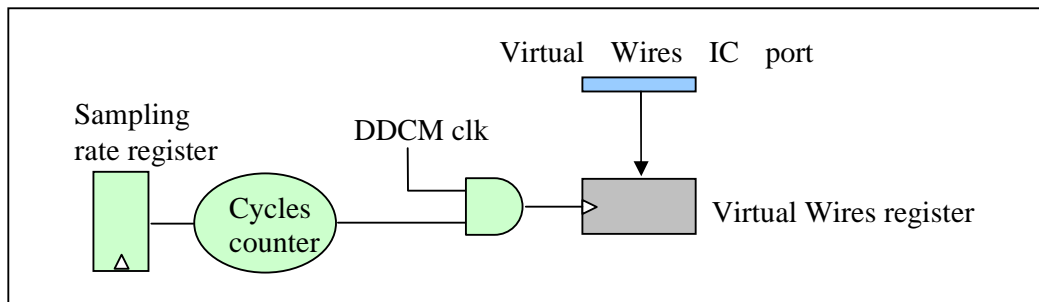 Virtual Wires IC port
Sampling
rate register
DDCM clk
Cycles
counter
Virtual Wires register